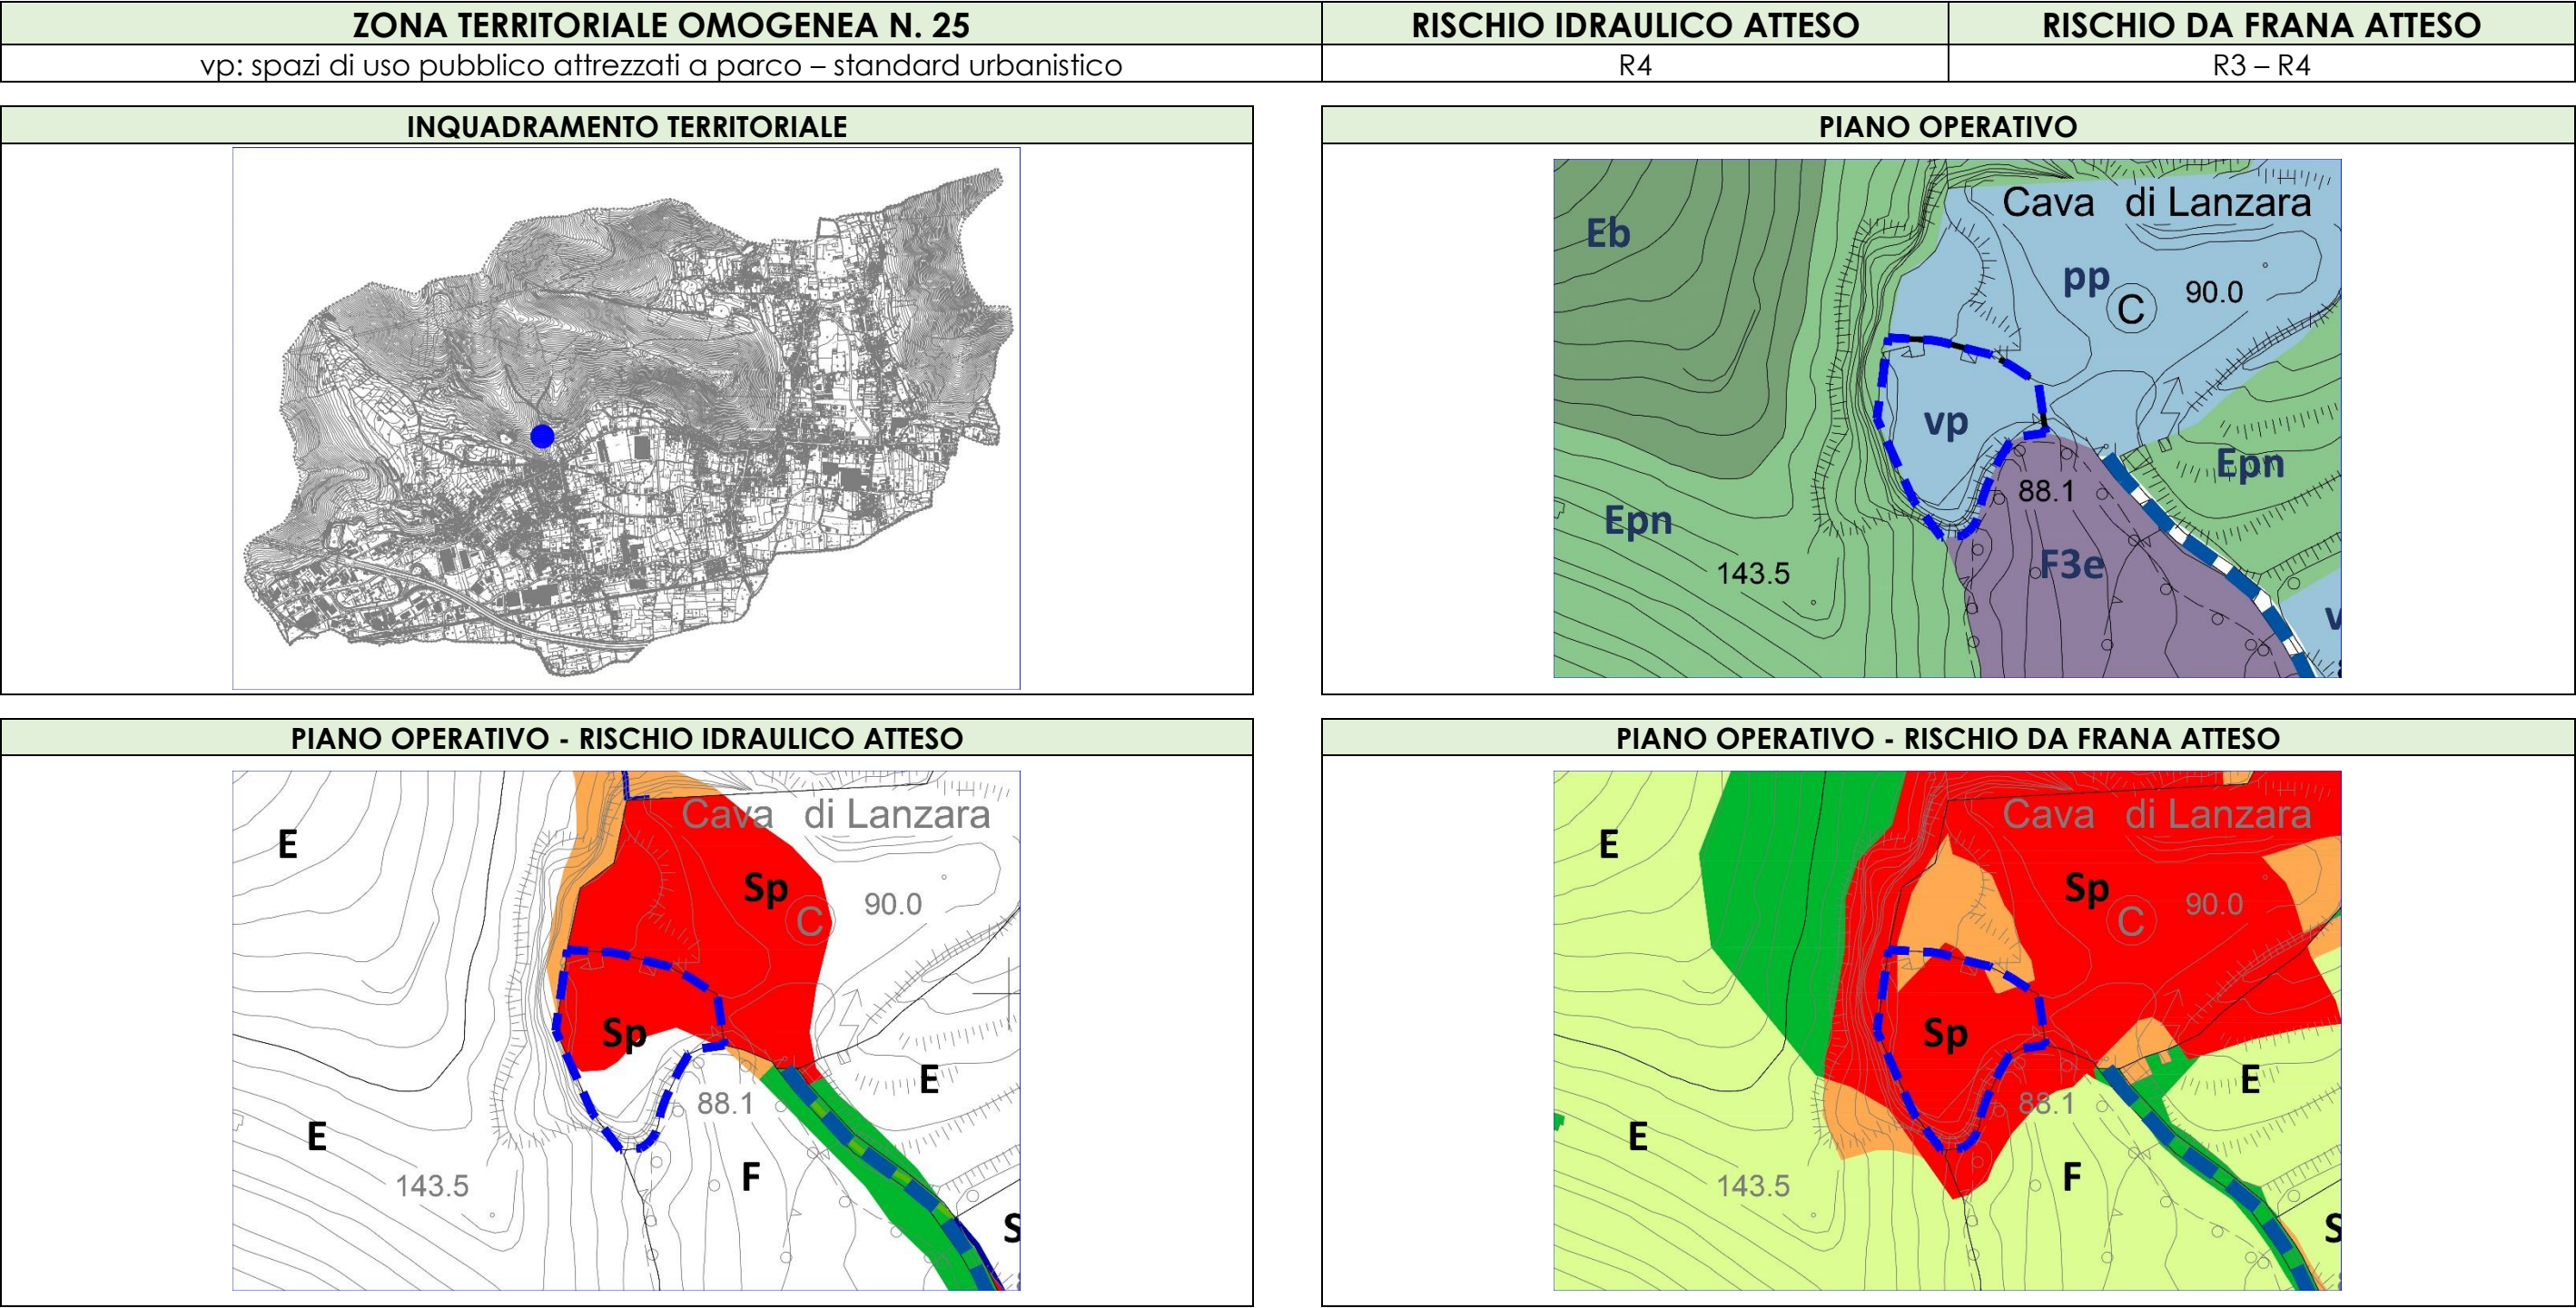 ZONA TERRITORIALE OMOGENEA N. 25
RISCHIO IDRAULICO ATTESO
RISCHIO DA FRANA ATTESO
vp: spazi di uso pubblico attrezzati a parco – standard urbanistico
R4
R3 – R4
INQUADRAMENTO TERRITORIALE
PIANO OPERATIVO
Cava di Lanzara
Eb
pp
C
90.0
vp
Epn
88.1
Epn
F3e
143.5
v
PIANO OPERATIVO - RISCHIO IDRAULICO ATTESO
PIANO OPERATIVO - RISCHIO DA FRANA ATTESO
Cava di Lanzara
E
Sp
C
90.0
Sp
E
88.1
E
F
143.5
S
Cava di Lanzara
E
Sp
C
90.0
Sp
E
88.1
E
F
143.5
S